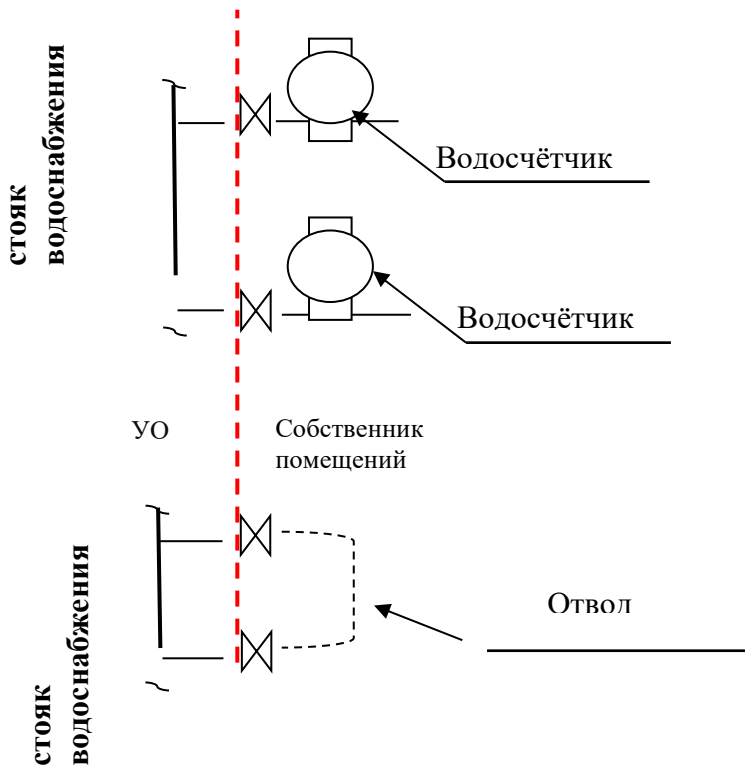 стояк
водоснабжения
Водосчётчик
Водосчётчик
УО
Собственник
помещений
стояк
водоснабжения
Отвод